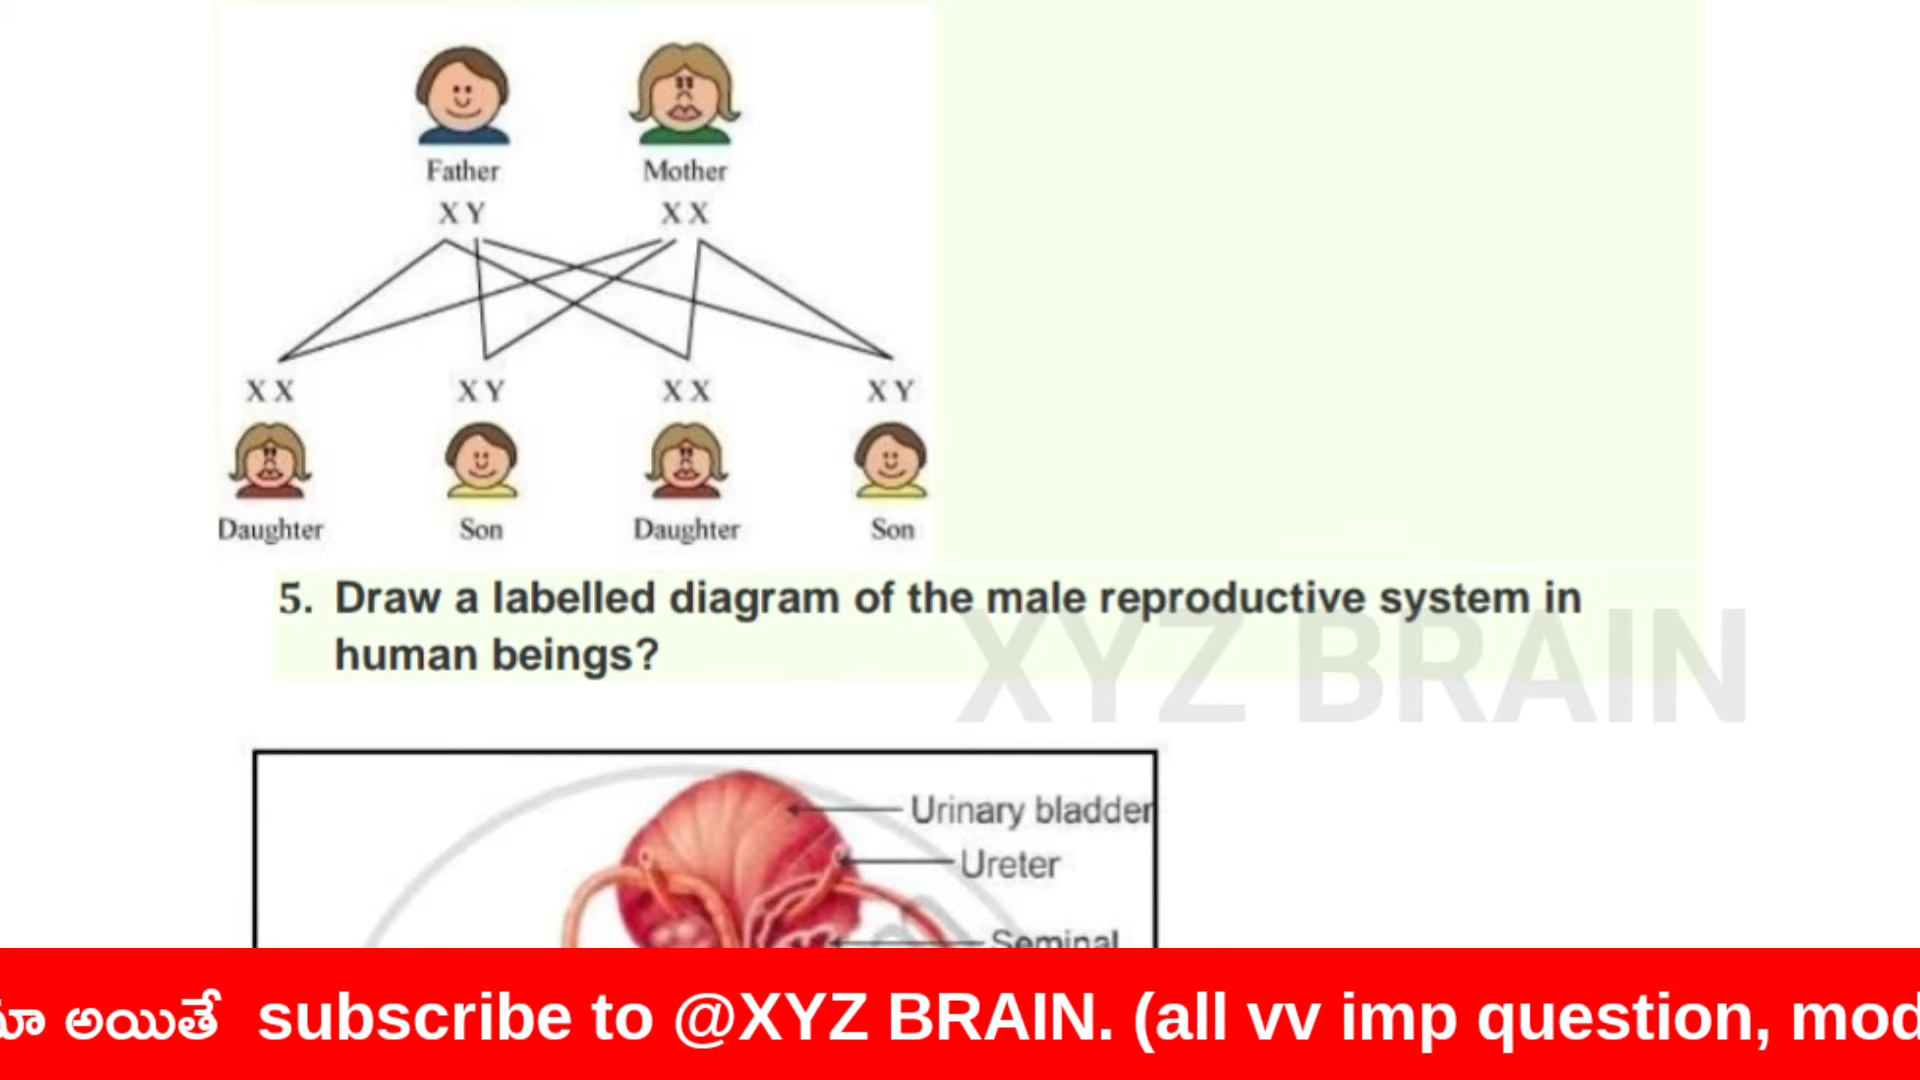 Father Mother
X Y X X
X X X Y X X X Y
Daughter Son Daughter Son
5. Draw a labelled diagram of the male reproductive system in
human beings?
XYZ BRAIN
Urinary bladder
Ureter
Seminal
అయితే subscribe to @XYZ BRAIN. (all vv imp question,